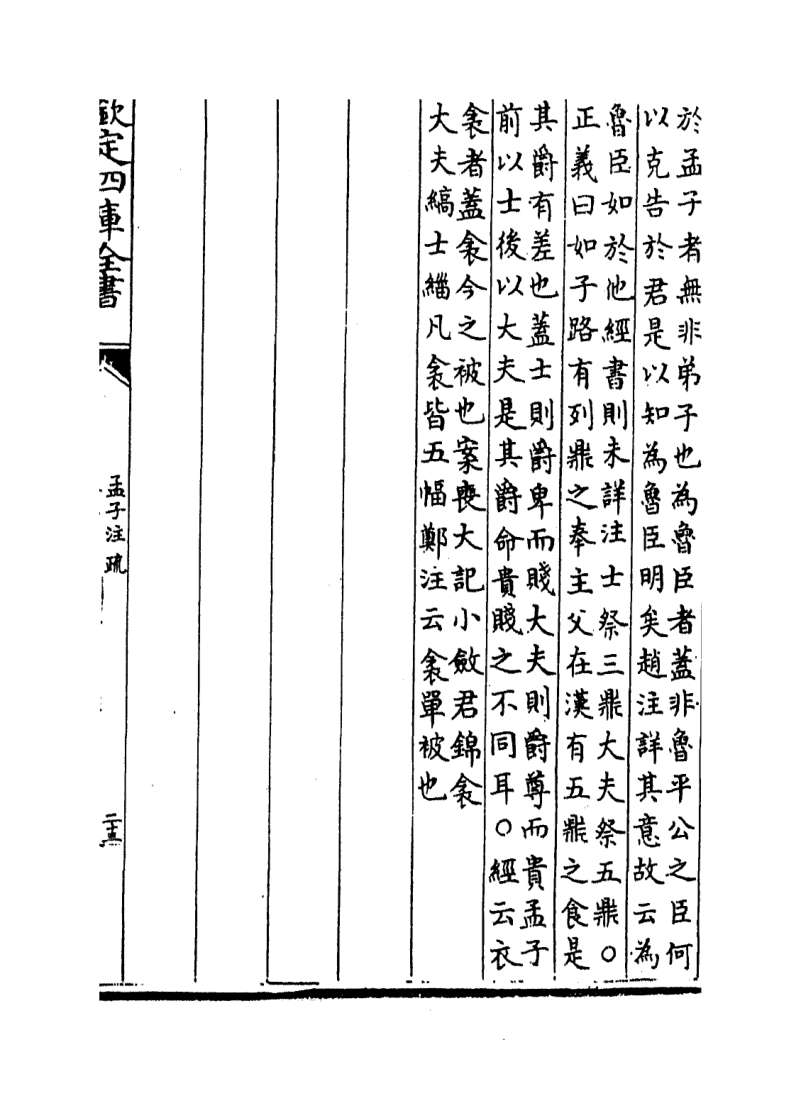 於孟子者無非弟子也為魯臣者蓋非魯平公之臣何
以克告於君是以知為魯臣明矣趙注詳其意故云為
魯臣如於他經書則未詳注士祭三鼎大夫祭五鼎○
正義曰如子路有列鼎之奉主父在漢有五鼎之食是
其爵有差也蓋士則爵卑而賤大夫則爵尊而貴孟子
前以士後以大夫是其爵命貴賤之不同耳○經云衣
衾者蓋衾今之被也案喪大記小斂君錦衾
大夫縞士緇凡衾皆五幅鄭注云衾單被也
欽定四庫全書
孟子注疏
二十五